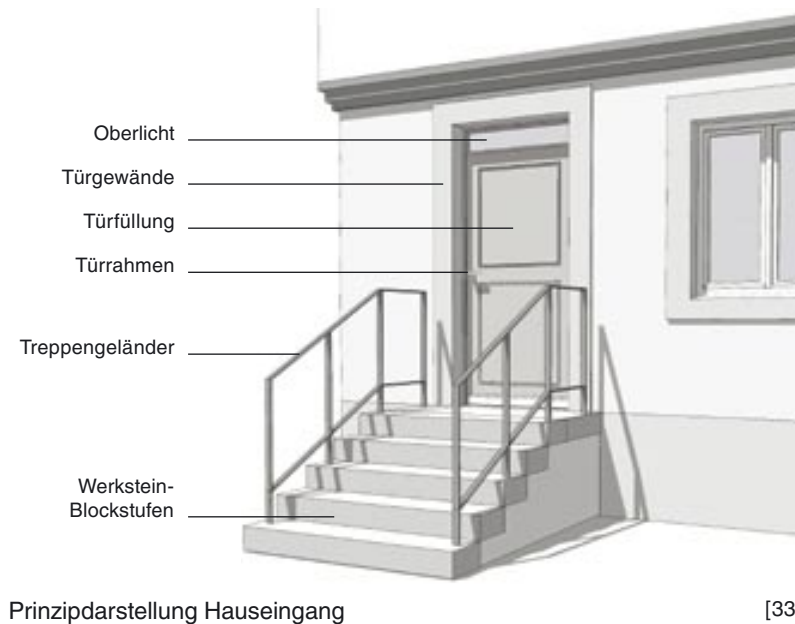 Oberlicht
Türgewände
Türfüllung
Türrahmen
Treppengeländer
Werkstein-
Blockstufen
Prinzipdarstellung Hauseingang
[33